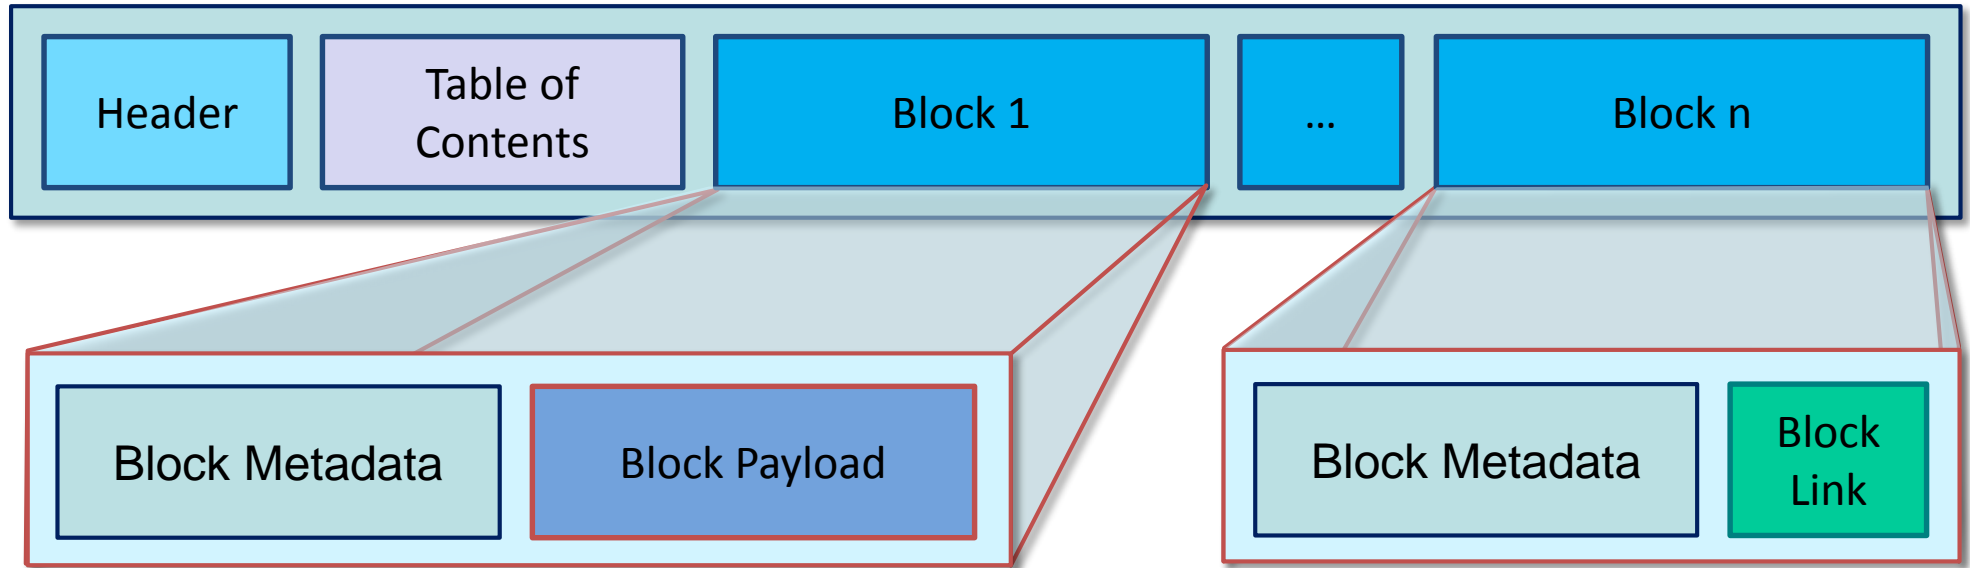 Header
Table of
Contents
Block 1
...
Block n
Block Metadata
Block Payload
Block Metadata
Block
Link